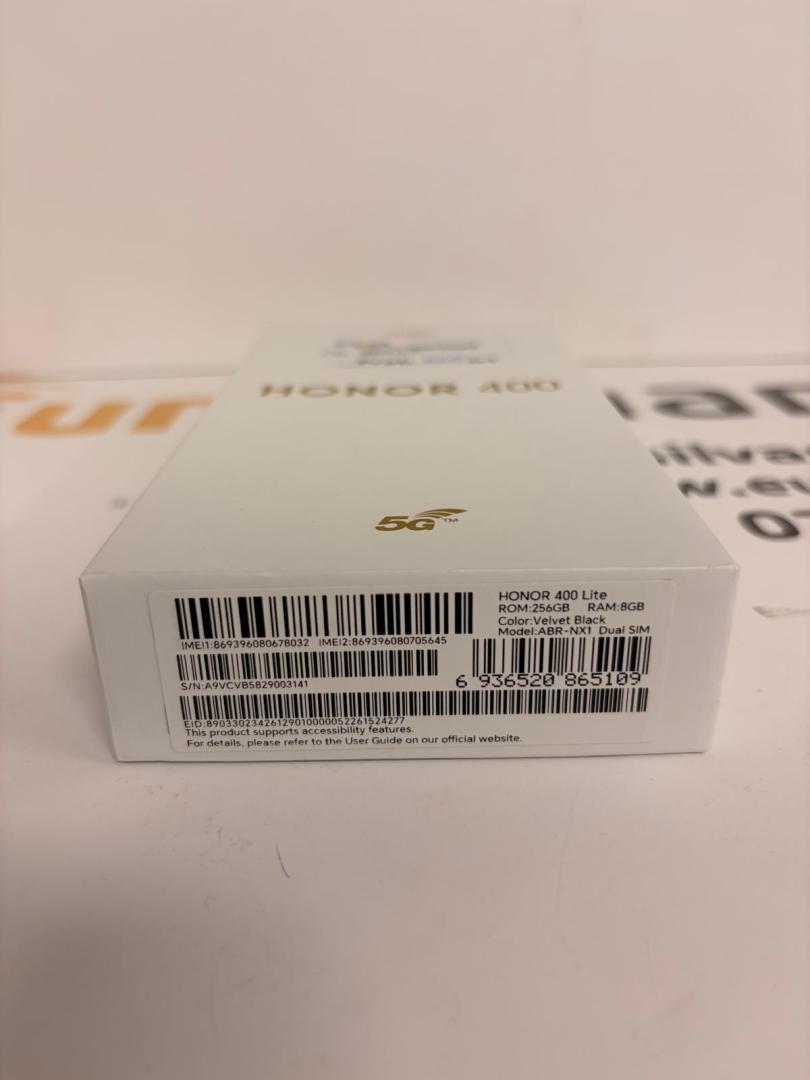 HONOR 400
5G™
HONOR 400 Lite
ROM:256GB RAM:8GB
Color:Velvet Black
Model:ABR-NX1 Dual SIM
IMEI1:869396080678032 IMEI2:869396080705645
S/N:A9VCVB5829003141
6 936520 865109
EID:89033023426129010000052261524277
This product supports accessibility features.
For details, please refer to the User Guide on our official website.